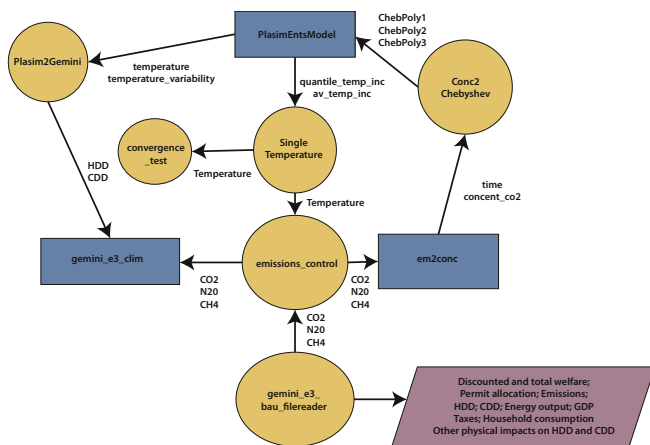 ChebPoly1
ChebPoly2
ChebPoly3
PlasimEntsModel
Plasim2Gemini
temperature
temperature_variability
Conc2
Chebyshev
quantile_temp_inc
av_temp_inc
convergence
_test
Single
Temperature
Temperature
HDD
CDD
time
concent_co2
Temperature
gemini_e3_clim
emissions_control
em2conc
CO2
N20
CH4
CO2
N20
CH4
CO2
N20
CH4
gemini_e3_
bau_filereader
Discounted and total welfare;
Permit allocation; Emissions;
HDD; CDD; Energy output; GDP
Taxes; Household consumption
Other physical impacts on HDD and CDD